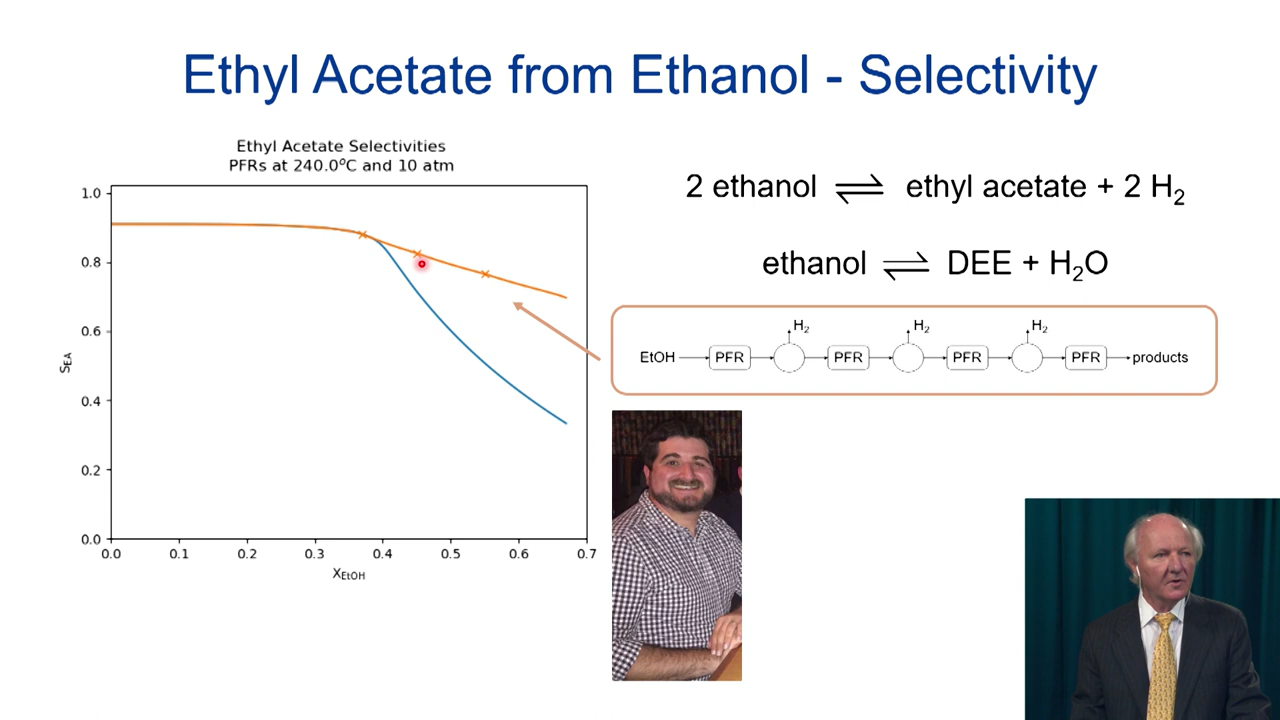 Ethyl Acetate from Ethanol - Selectivity
Ethyl Acetate Selectivities
PFRs at 240.0°C and 10 atm
1.0
0.8
0.6
0.4
0.2
0.0
S_EA
0.0 0.1 0.2 0.3 0.4 0.5 0.6 0.7
X_EtOH
2 ethanol ⇌ ethyl acetate + 2 H₂
ethanol ⇌ DEE + H₂O
H₂ H₂ H₂
EtOH PFR PFR PFR PFR products